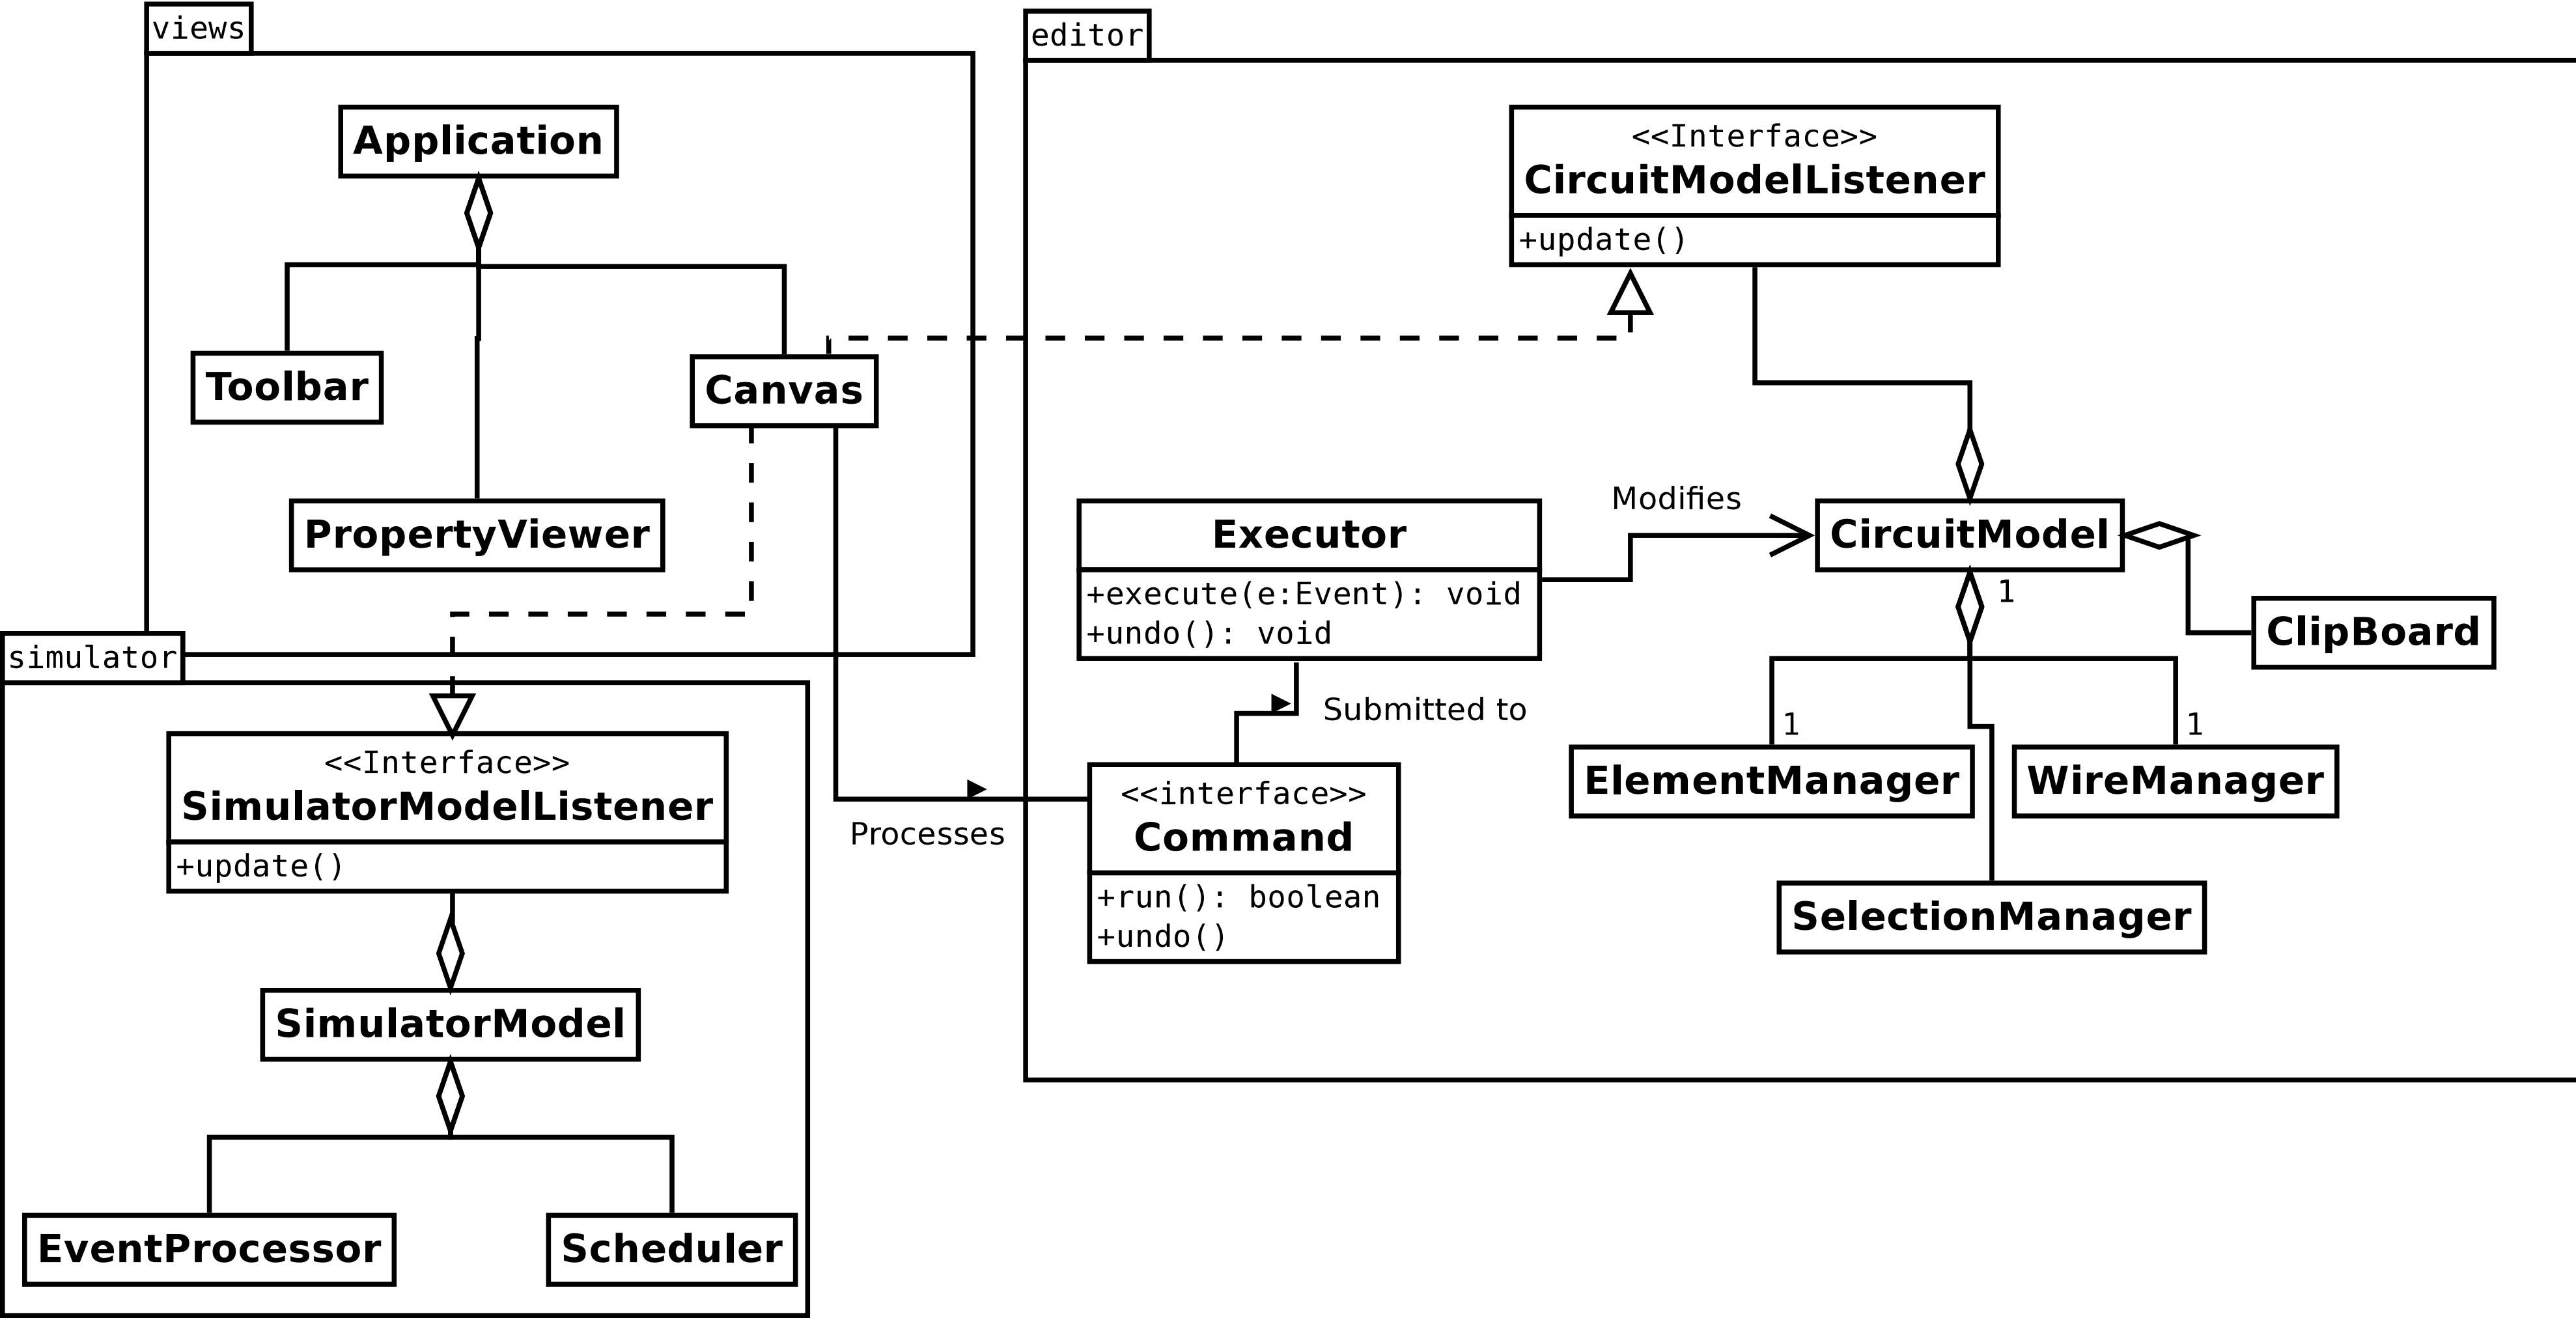 views
Application
Toolbar
Canvas
PropertyViewer
simulator
<<Interface>>
SimulatorModelListener
+update()
SimulatorModel
EventProcessor
Scheduler
Processes
editor
<<Interface>>
CircuitModelListener
+update()
Executor
+execute(e:Event): void
+undo(): void
Modifies
CircuitModel
1
ClipBoard
Submitted to
<<interface>>
Command
+run(): boolean
+undo()
1
1
ElementManager
WireManager
SelectionManager